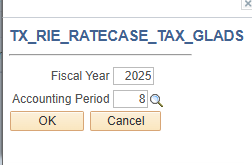 TX_RIE_RATECASE_TAX_GLADS
Fiscal Year 2025
Accounting Period 8
OK Cancel